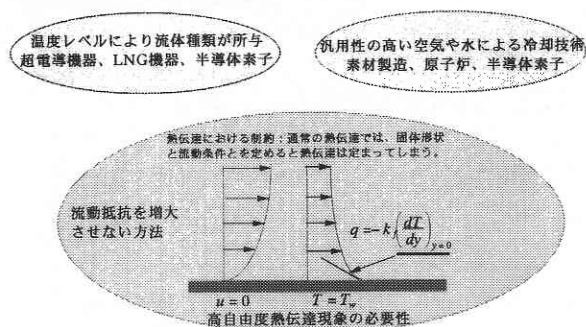 温度レベルにより流体種類が所与
超電導機器、LNG機器、半導体素子
汎用性の高い空気や水による冷却技術
素材製造、原子炉、半導体素子
熱伝達における制約：通常の熱伝達では、固体形状
と流動条件とを定めると熱伝達は定まってしまう。
流動抵抗を増大
させない方法
q = -k_f (dT/dy)_{y=0}
u = 0
T = T_w
高自由度熱伝達現象の必要性